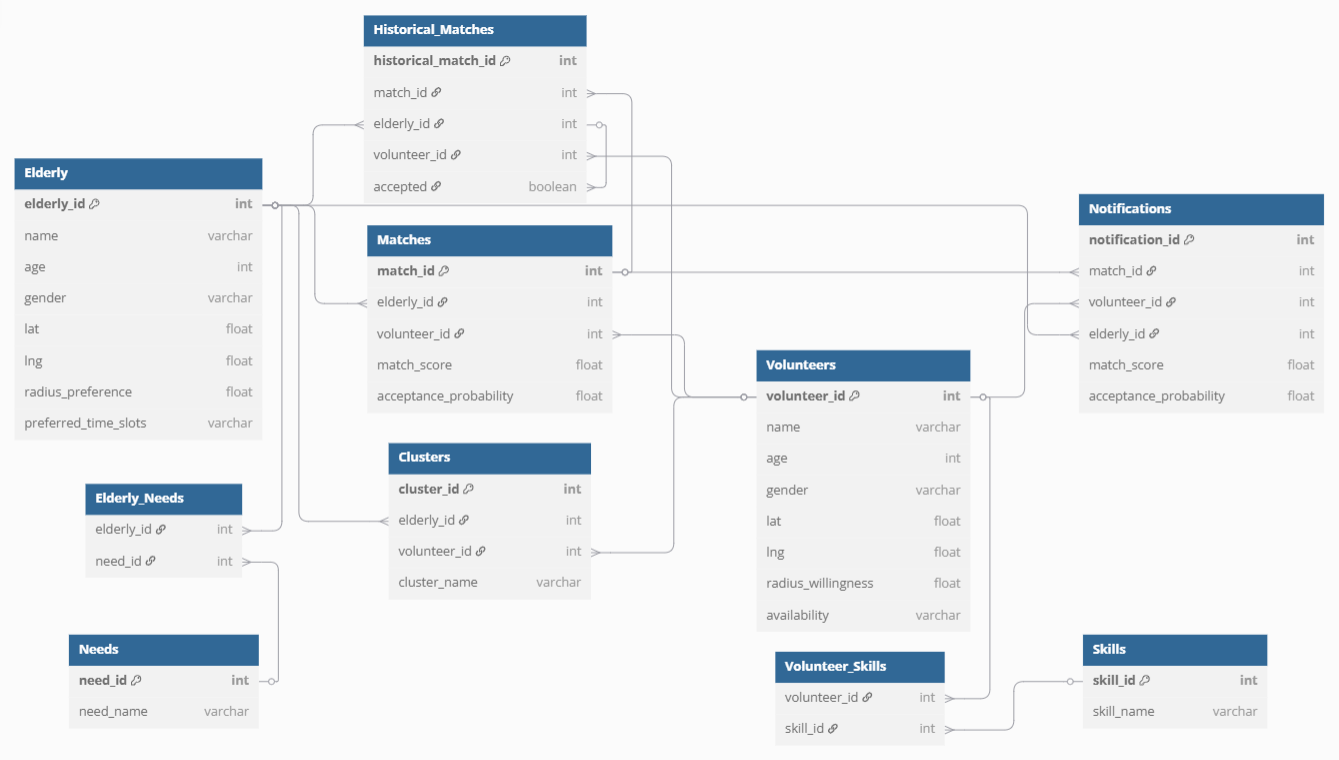 Historical_Matches
historical_match_id int
match_id int
elderly_id int
volunteer_id int
accepted boolean
Elderly
elderly_id int
name varchar
age int
gender varchar
lat float
lng float
radius_preference float
preferred_time_slots varchar
Matches
match_id int
elderly_id int
volunteer_id int
match_score float
acceptance_probability float
Notifications
notification_id int
match_id int
volunteer_id int
elderly_id int
match_score float
acceptance_probability float
Volunteers
volunteer_id int
name varchar
age int
gender varchar
lat float
lng float
radius_willingness float
availability varchar
Clusters
cluster_id int
elderly_id int
volunteer_id int
cluster_name varchar
Elderly_Needs
elderly_id int
need_id int
Needs
need_id int
need_name varchar
Volunteer_Skills
volunteer_id int
skill_id int
Skills
skill_id int
skill_name varchar